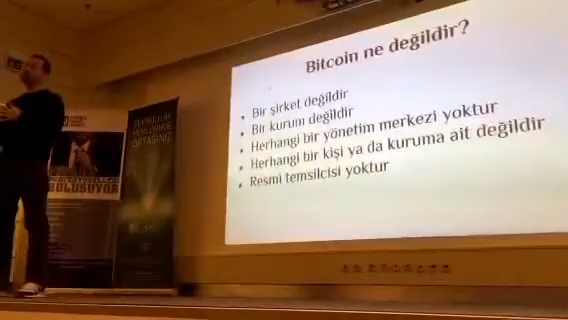 Bitcoin ne değildir?
• Bir şirket değildir
• Bir kurum değildir
• Herhangi bir yönetim merkezi yoktur
• Herhangi bir kişi ya da kuruma ait değildir
• Resmi temsilcisi yoktur
BULUŞUYOR